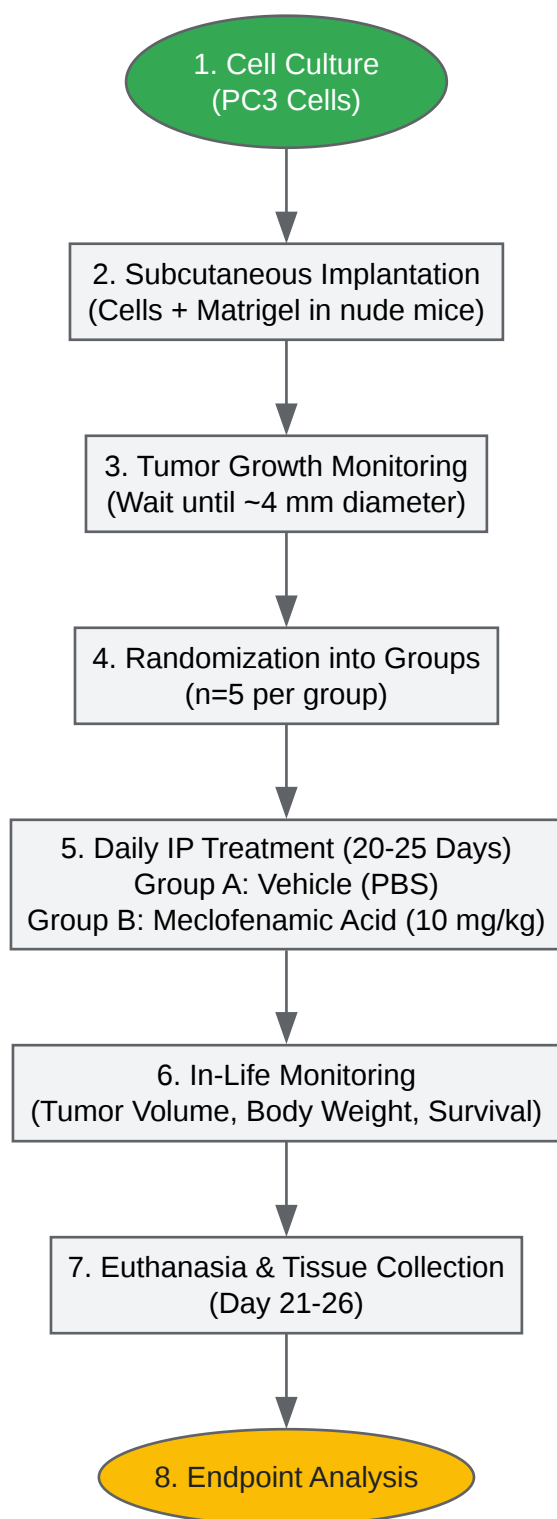 1. Cell Culture
(PC3 Cells)
2. Subcutaneous Implantation
(Cells + Matrigel in nude mice)
3. Tumor Growth Monitoring
(Wait until ~4 mm diameter)
4. Randomization into Groups
(n=5 per group)
5. Daily IP Treatment (20-25 Days)
Group A: Vehicle (PBS)
Group B: Meclofenamic Acid (10 mg/kg)
6. In-Life Monitoring
(Tumor Volume, Body Weight, Survival)
7. Euthanasia & Tissue Collection
(Day 21-26)
8. Endpoint Analysis